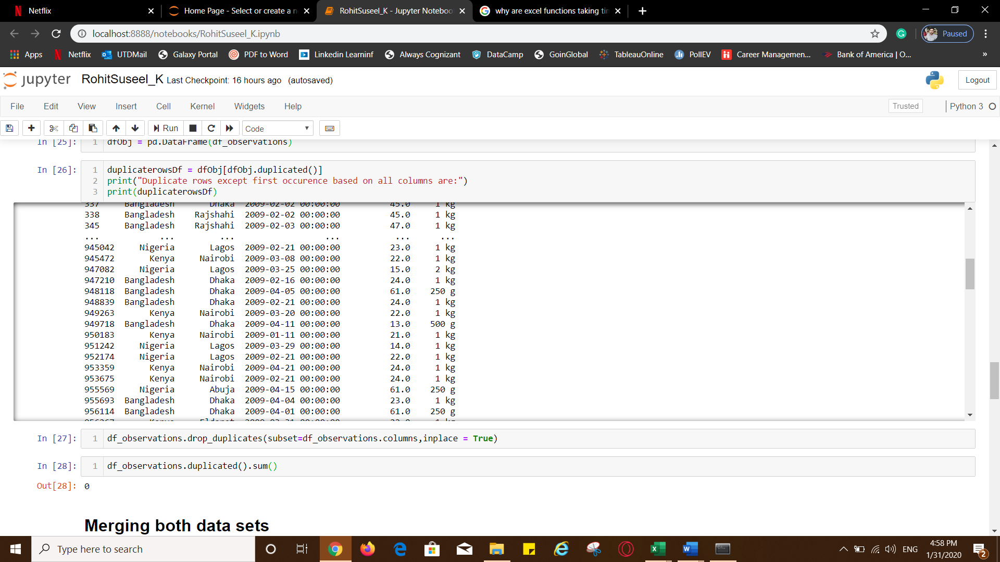 Netflix
Home Page - Select or create a n
RohitSuseel_K - Jupyter Noteboo
why are excel functions taking tim
localhost:8888/notebooks/RohitSuseel_K.ipynb
Paused
Apps Netflix UTDMail Galaxy Portal PDF to Word Linkedin Learninf Always Cognizant DataCamp GoinGlobal TableauOnline PollEV Career Managemen... Bank of America | O... »
jupyter RohitSuseel_K Last Checkpoint: 16 hours ago (autosaved)
Logout
File Edit View Insert Cell Kernel Widgets Help
Trusted Python 3
Run Code
In [25]: 1 dfObj = pd.DataFrame(df_observations)
In [26]: 1 duplicaterowsDf = dfObj[dfObj.duplicated()]
2 print("Duplicate rows except first occurence based on all columns are:")
3 print(duplicaterowsDf)
337 Bangladesh Dhaka 2009-02-02 00:00:00 45.0 1 kg
338 Bangladesh Rajshahi 2009-02-02 00:00:00 45.0 1 kg
345 Bangladesh Rajshahi 2009-02-03 00:00:00 47.0 1 kg
... ... ... ... ... ...
945042 Nigeria Lagos 2009-02-21 00:00:00 23.0 1 kg
945472 Kenya Nairobi 2009-03-08 00:00:00 22.0 1 kg
947082 Nigeria Lagos 2009-03-25 00:00:00 15.0 2 kg
947210 Bangladesh Dhaka 2009-02-16 00:00:00 24.0 1 kg
948118 Bangladesh Dhaka 2009-04-05 00:00:00 61.0 250 g
948839 Bangladesh Dhaka 2009-02-21 00:00:00 24.0 1 kg
949263 Kenya Nairobi 2009-03-20 00:00:00 22.0 1 kg
949718 Bangladesh Dhaka 2009-04-11 00:00:00 13.0 500 g
950183 Kenya Nairobi 2009-01-11 00:00:00 21.0 1 kg
951242 Nigeria Lagos 2009-03-29 00:00:00 14.0 1 kg
952174 Nigeria Lagos 2009-02-21 00:00:00 22.0 1 kg
953359 Kenya Nairobi 2009-04-21 00:00:00 24.0 1 kg
953675 Kenya Nairobi 2009-02-21 00:00:00 24.0 1 kg
955569 Nigeria Abuja 2009-04-15 00:00:00 61.0 250 g
955693 Bangladesh Dhaka 2009-04-04 00:00:00 23.0 1 kg
956114 Bangladesh Dhaka 2009-04-01 00:00:00 61.0 250 g
In [27]: 1 df_observations.drop_duplicates(subset=df_observations.columns,inplace = True)
In [28]: 1 df_observations.duplicated().sum()
Out[28]: 0
Merging both data sets
Type here to search
ENG
4:58 PM
1/31/2020
2